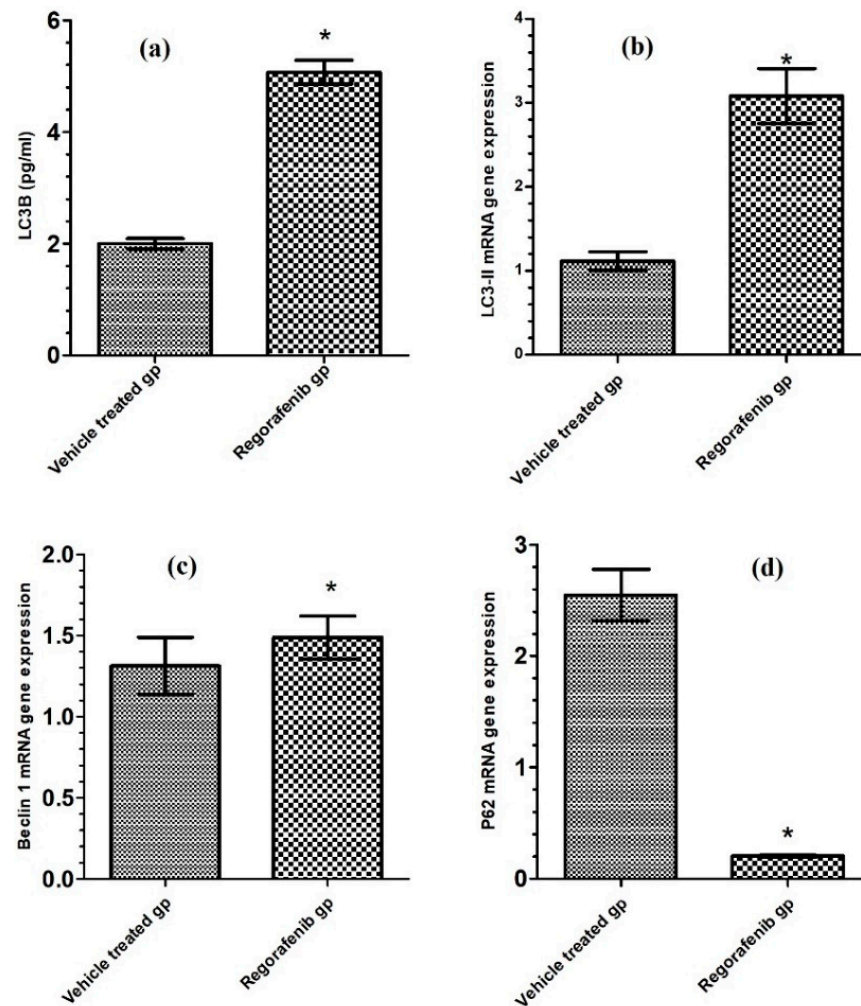 (a)
LC3B (pg/ml)
6
4
2
0
*
Vehicle treated gp
Regorafenib gp
(b)
LC3-II mRNA gene expression
4
3
2
1
0
*
Vehicle treated gp
Regorafenib gp
(c)
Beclin 1 mRNA gene expression
2.0
1.5
1.0
0.5
0.0
*
Vehicle treated gp
Regorafenib gp
(d)
P62 mRNA gene expression
3
2
1
0
*
Vehicle treated gp
Regorafenib gp